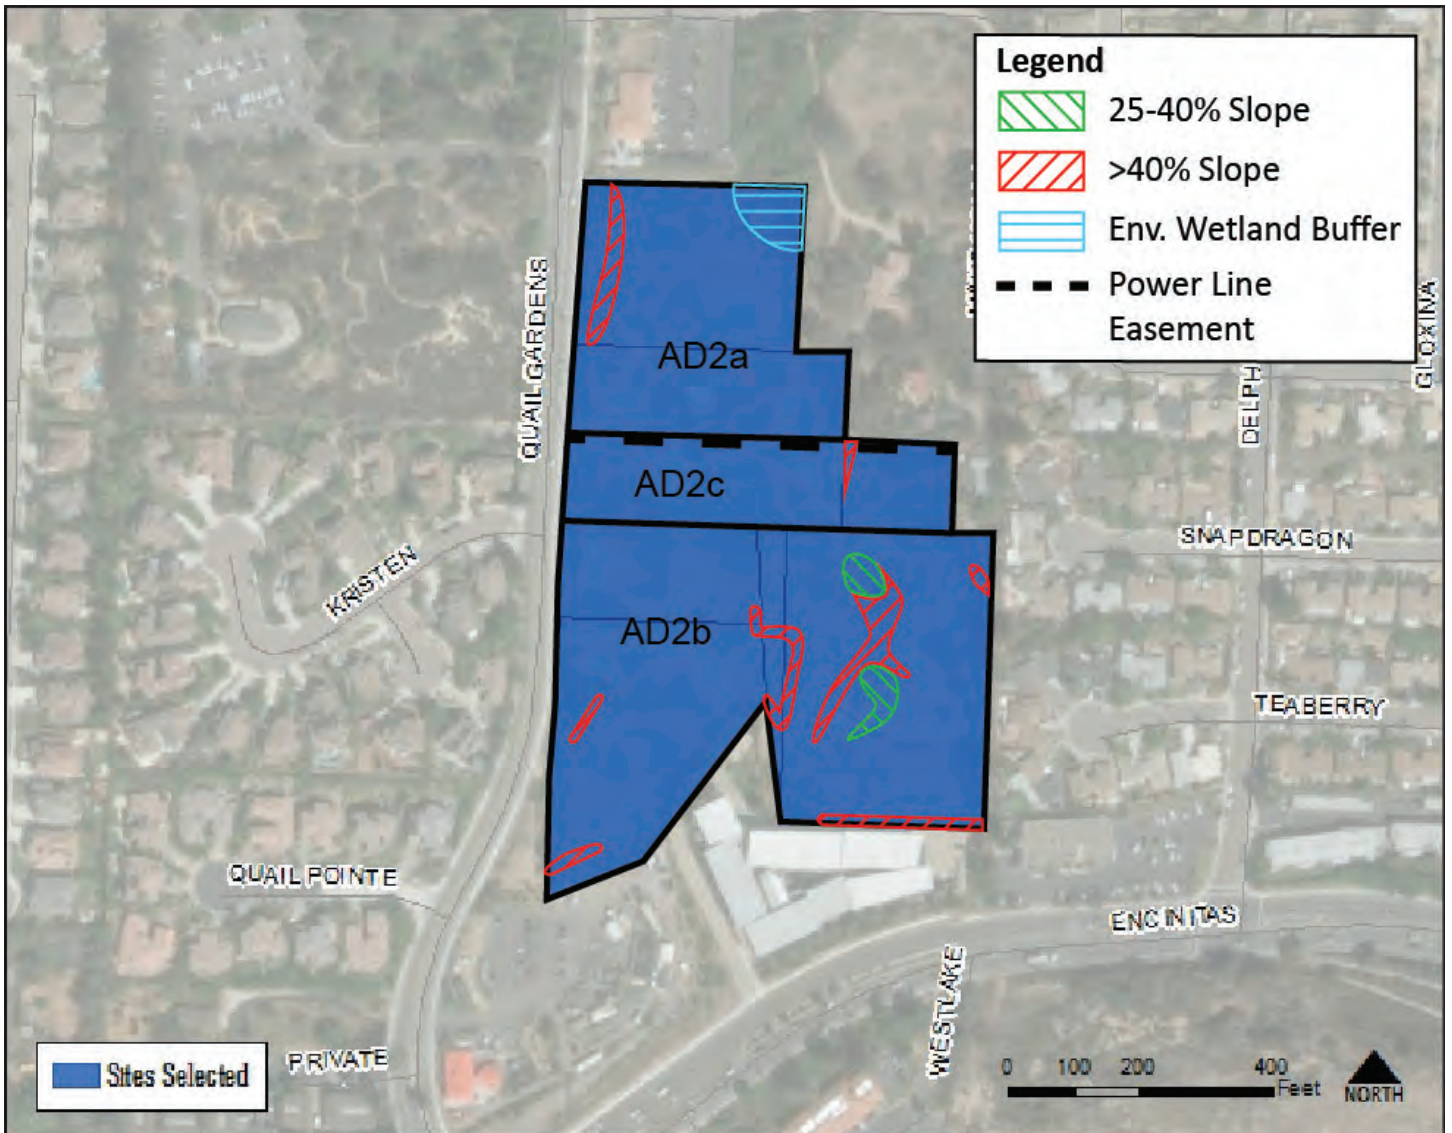 Legend
25-40% Slope
>40% Slope
Env. Wetland Buffer
Power Line
Easement
QUAIL GARDENS
GLOXINA
DELPH
AD2a
AD2c
SNAPDRAGON
KRISTEN
AD2b
TEABERRY
QUAIL POINTE
ENCINITAS
WESTLAKE
PRIVATE
Sites Selected
0 100 200 400
Feet
NORTH